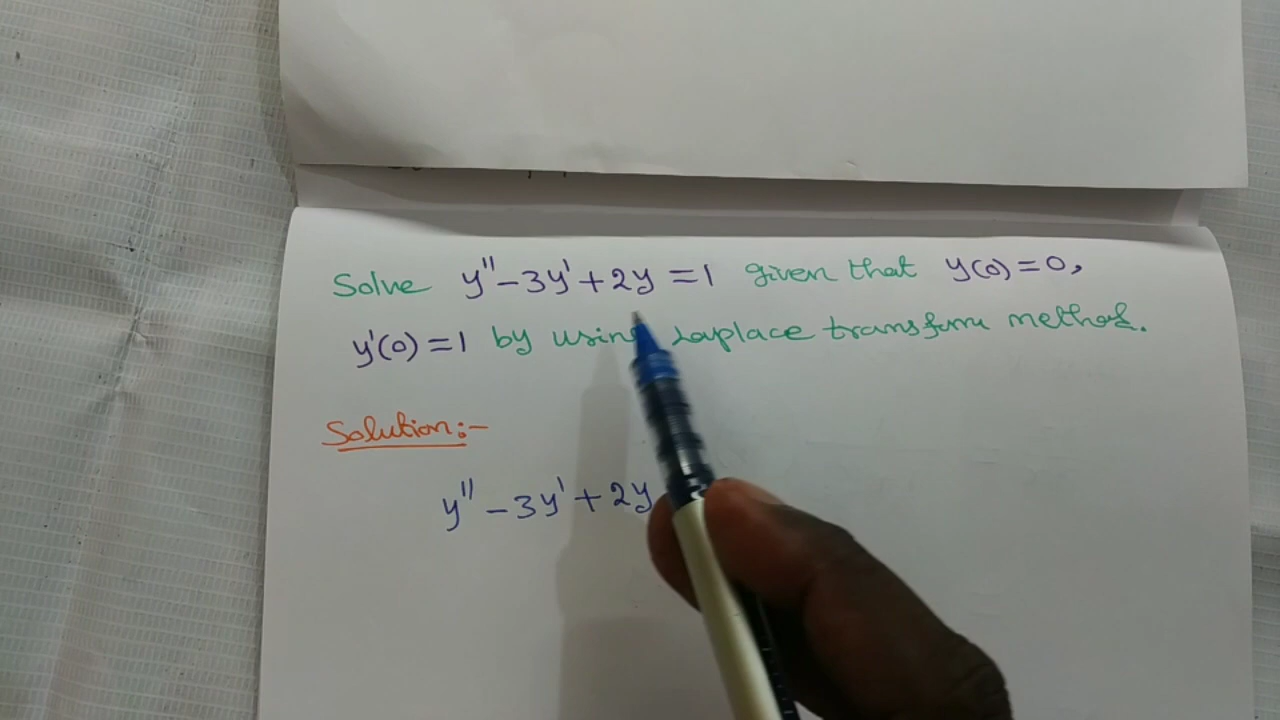 Solve y'' - 3y' + 2y = 1 given that y(0) = 0,
y'(0) = 1 by using Laplace transform method.
Solution:-
y'' - 3y' + 2y